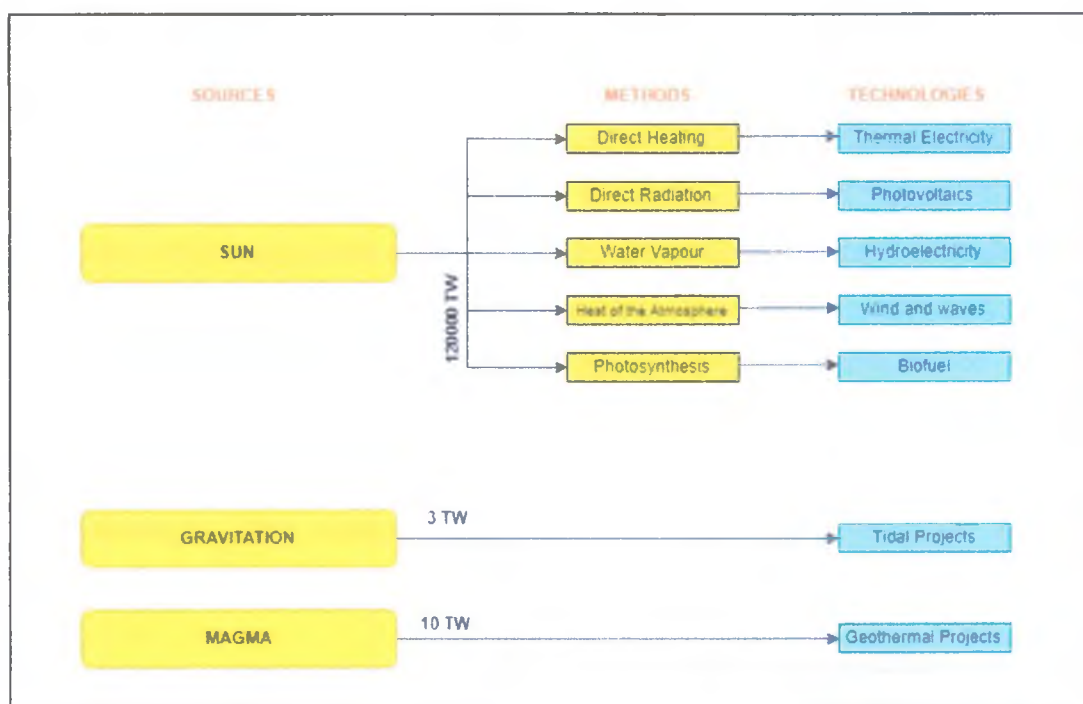 SOURCES METHODS TECHNOLOGIES
Direct Heating Thermal Electricity
Direct Radiation Photovoltaics
SUN Water Vapour Hydroelectricity
120000 TW
Heat of the Atmosphere Wind and waves
Photosynthesis Biofuel
3 TW
GRAVITATION Tidal Projects
10 TW
MAGMA Geothermal Projects